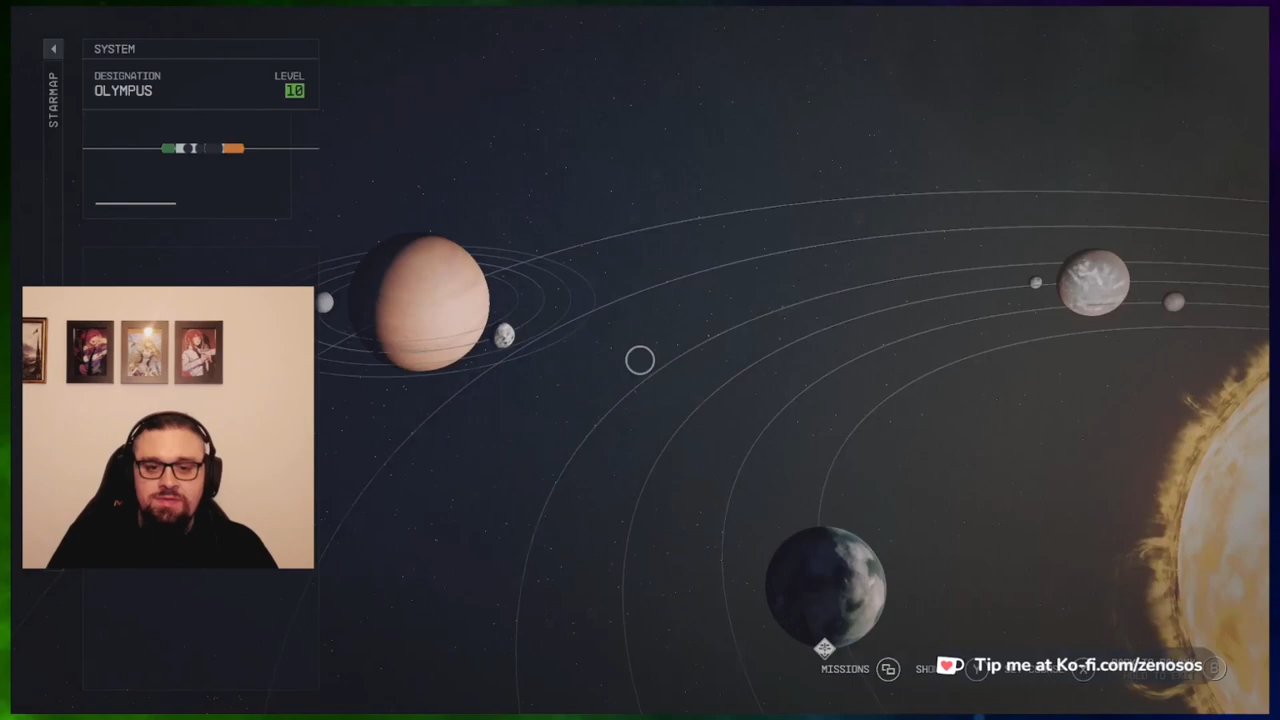 SYSTEM
DESIGNATION
LEVEL
OLYMPUS
10
STARMAP
MISSIONS
Tip me at Ko-fi.com/zenosos
B